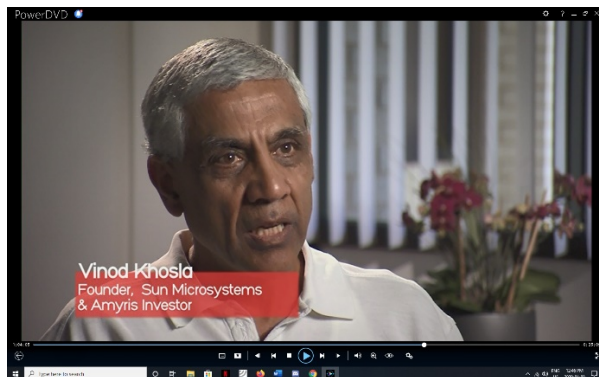 PowerDVD
Vinod Khosla
Founder, Sun Microsystems
& Amyris Investor
Type here to search